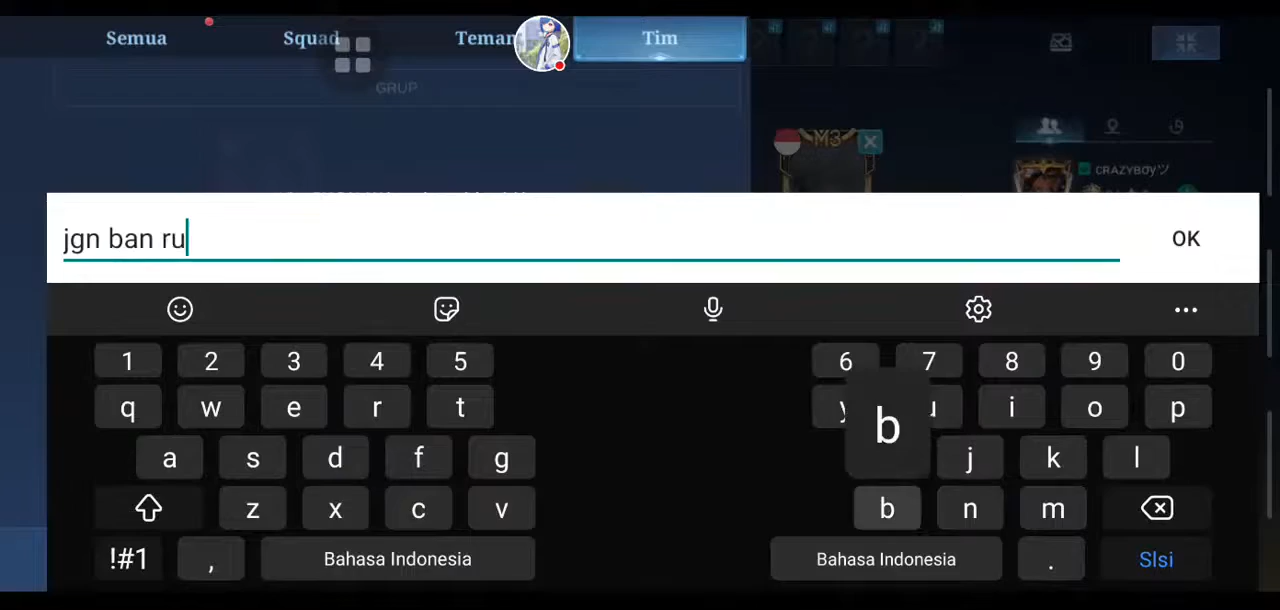 Semua
Squad
Teman
Tim
GRUP
M3
CRAZYBOYツ
jgn ban ru
OK
1 2 3 4 5 6 7 8 9 0
q w e r t y u i o p
b
a s d f g j k l
z x c v b n m
!#1 , Bahasa Indonesia Bahasa Indonesia . Slsi